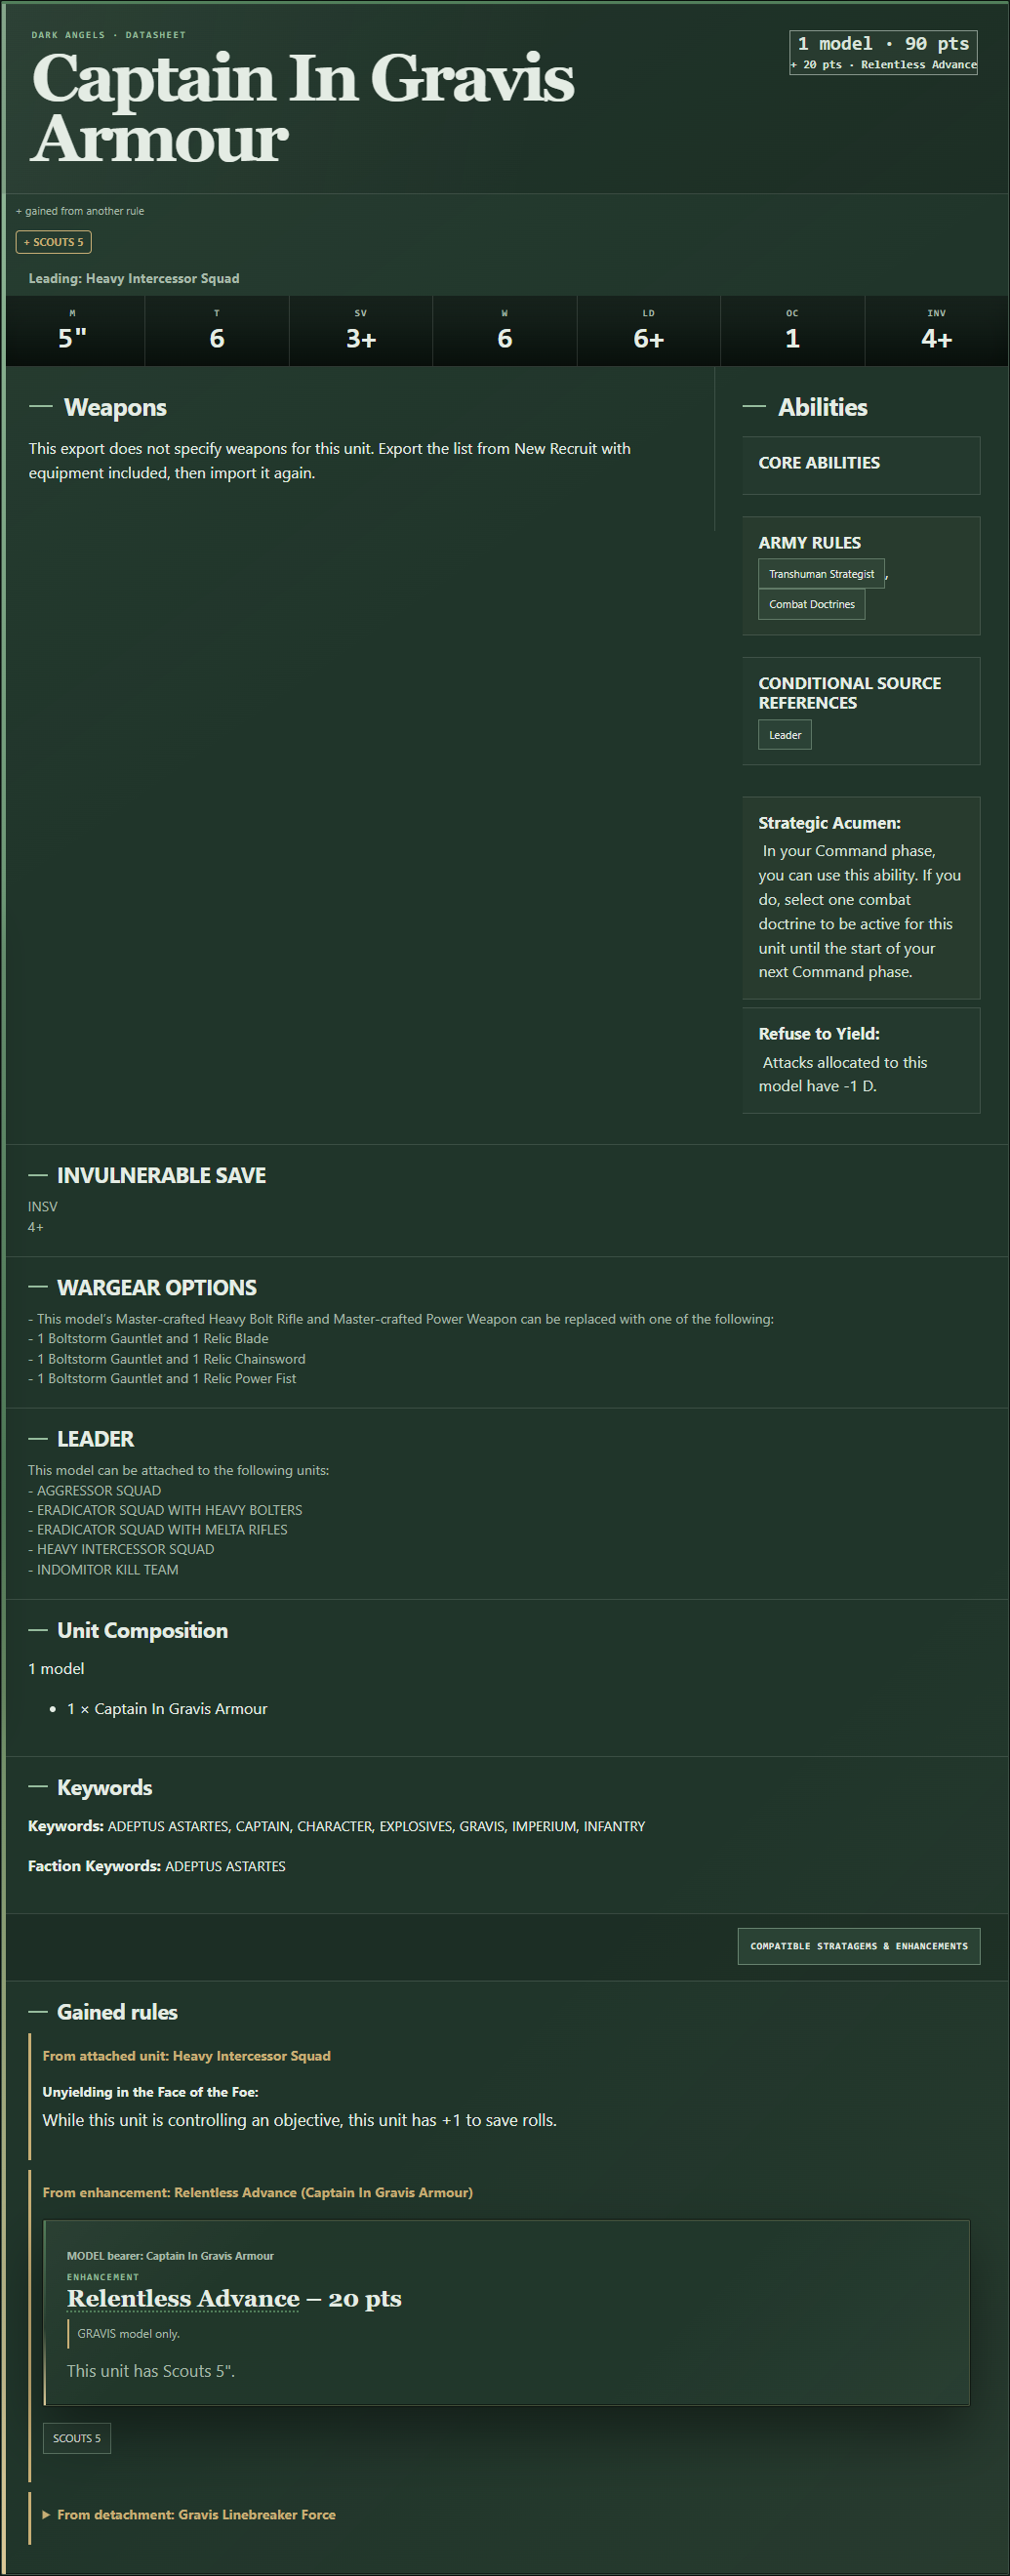 DARK ANGELS · DATASHEET
Captain In Gravis
Armour
1 model · 90 pts
+ 20 pts · Relentless Advance
+ gained from another rule
+ SCOUTS 5
Leading: Heavy Intercessor Squad
M
5"
T
6
SV
3+
W
6
LD
6+
OC
1
INV
4+
Weapons
This export does not specify weapons for this unit. Export the list from New Recruit with
equipment included, then import it again.
Abilities
CORE ABILITIES
ARMY RULES
Transhuman Strategist,
Combat Doctrines
CONDITIONAL SOURCE
REFERENCES
Leader
Strategic Acumen:
In your Command phase,
you can use this ability. If you
do, select one combat
doctrine to be active for this
unit until the start of your
next Command phase.
Refuse to Yield:
Attacks allocated to this
model have -1 D.
INVULNERABLE SAVE
INSV
4+
WARGEAR OPTIONS
- This model's Master-crafted Heavy Bolt Rifle and Master-crafted Power Weapon can be replaced with one of the following:
- 1 Boltstorm Gauntlet and 1 Relic Blade
- 1 Boltstorm Gauntlet and 1 Relic Chainsword
- 1 Boltstorm Gauntlet and 1 Relic Power Fist
LEADER
This model can be attached to the following units:
- AGGRESSOR SQUAD
- ERADICATOR SQUAD WITH HEAVY BOLTERS
- ERADICATOR SQUAD WITH MELTA RIFLES
- HEAVY INTERCESSOR SQUAD
- INDOMITOR KILL TEAM
Unit Composition
1 model
• 1 × Captain In Gravis Armour
Keywords
Keywords: ADEPTUS ASTARTES, CAPTAIN, CHARACTER, EXPLOSIVES, GRAVIS, IMPERIUM, INFANTRY
Faction Keywords: ADEPTUS ASTARTES
COMPATIBLE STRATAGEMS & ENHANCEMENTS
Gained rules
From attached unit: Heavy Intercessor Squad
Unyielding in the Face of the Foe:
While this unit is controlling an objective, this unit has +1 to save rolls.
From enhancement: Relentless Advance (Captain In Gravis Armour)
MODEL bearer: Captain In Gravis Armour
ENHANCEMENT
Relentless Advance – 20 pts
GRAVIS model only.
This unit has Scouts 5".
SCOUTS 5
From detachment: Gravis Linebreaker Force